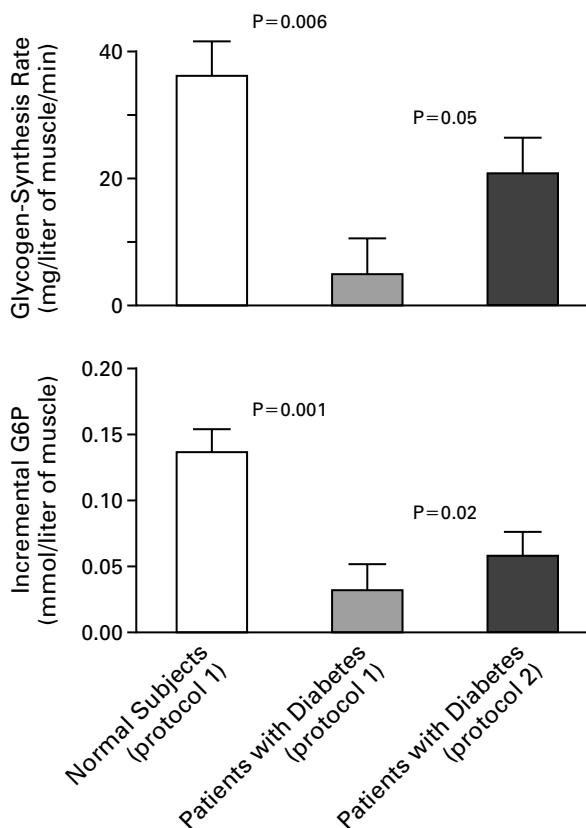 P=0.006
Glycogen-Synthesis Rate
(mg/liter of muscle/min)
40
20
0
P=0.05
Incremental G6P
(mmol/liter of muscle)
0.20
0.15
0.10
0.05
0.00
P=0.001
P=0.02
Normal Subjects
(protocol 1)
Patients with Diabetes
(protocol 1)
Patients with Diabetes
(protocol 2)